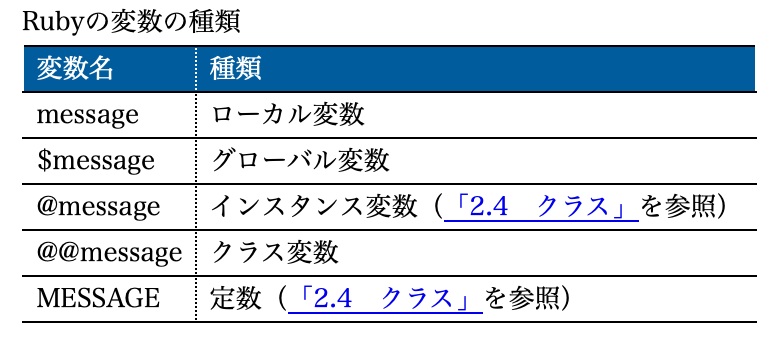 Rubyの変数の種類
変数名 種類
message ローカル変数
$message グローバル変数
@message インスタンス変数（「2.4　クラス」を参照）
@@message クラス変数
MESSAGE 定数（「2.4　クラス」を参照）